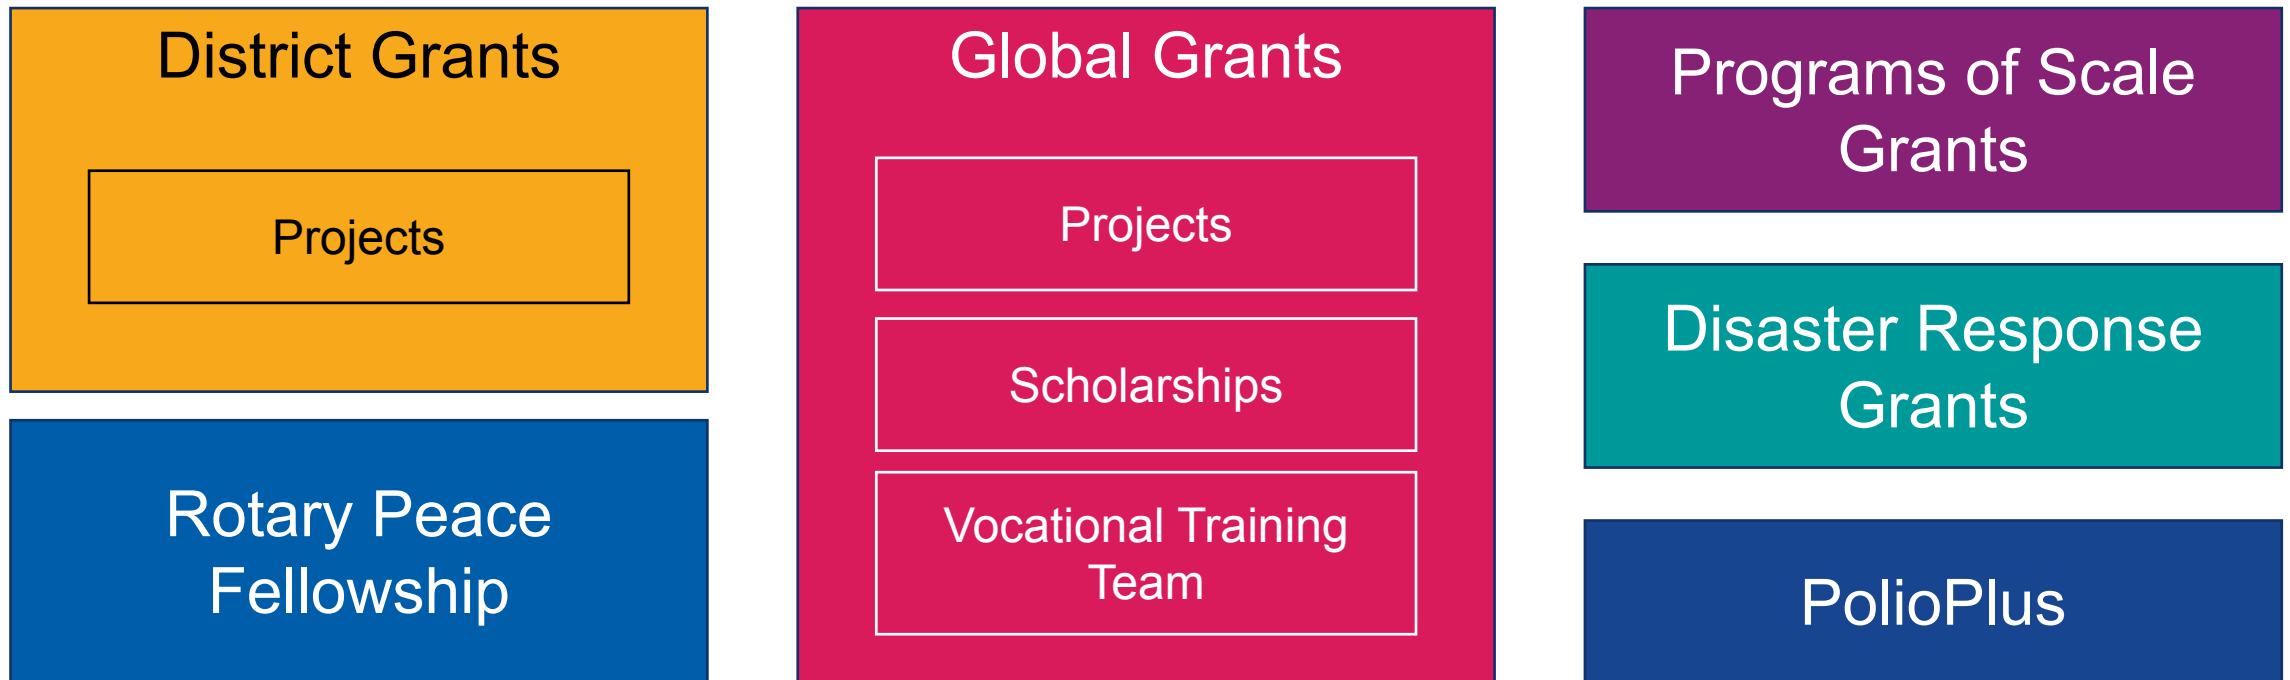 District Grants
Projects
Rotary Peace
Fellowship
Global Grants
Projects
Scholarships
Vocational Training
Team
Programs of Scale
Grants
Disaster Response
Grants
PolioPlus